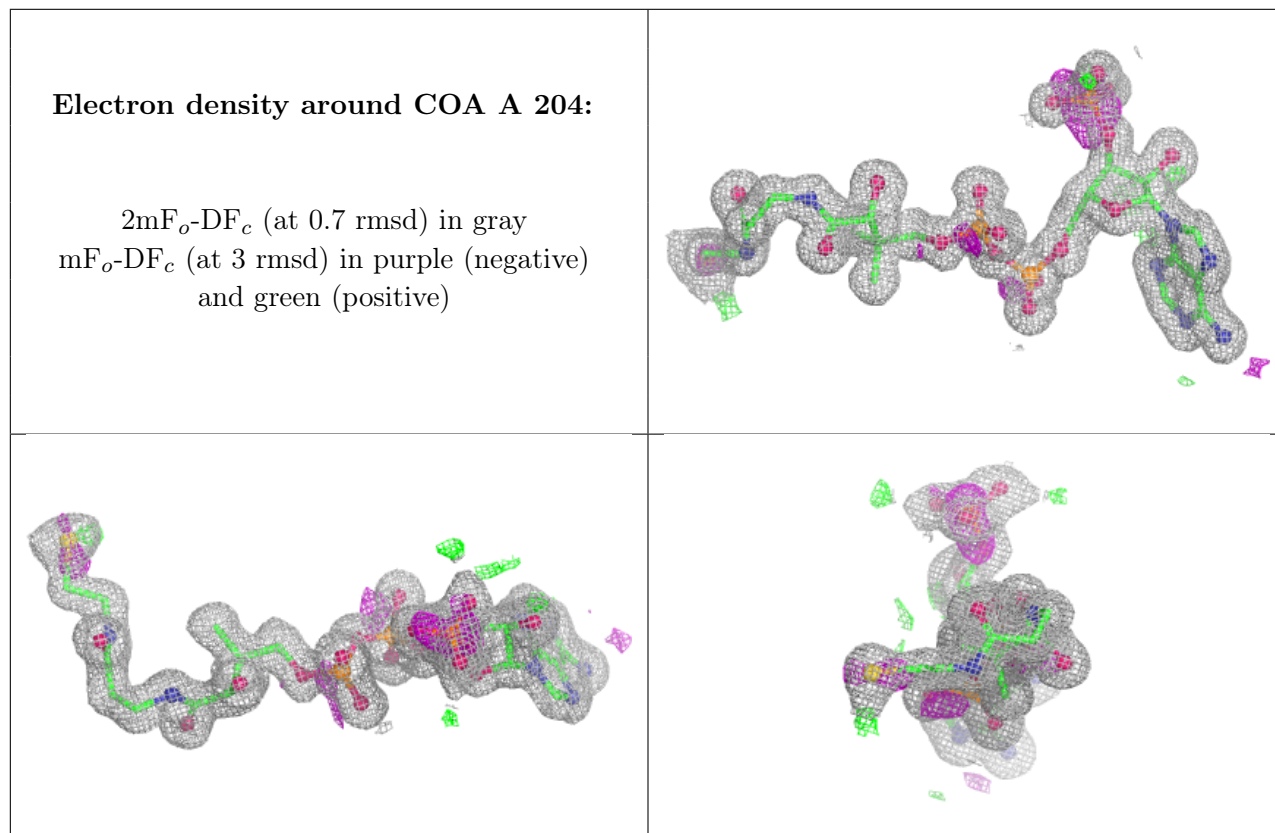 Electron density around COA A 204:
2mFₒ-DF𝒸 (at 0.7 rmsd) in gray
mFₒ-DF𝒸 (at 3 rmsd) in purple (negative)
and green (positive)